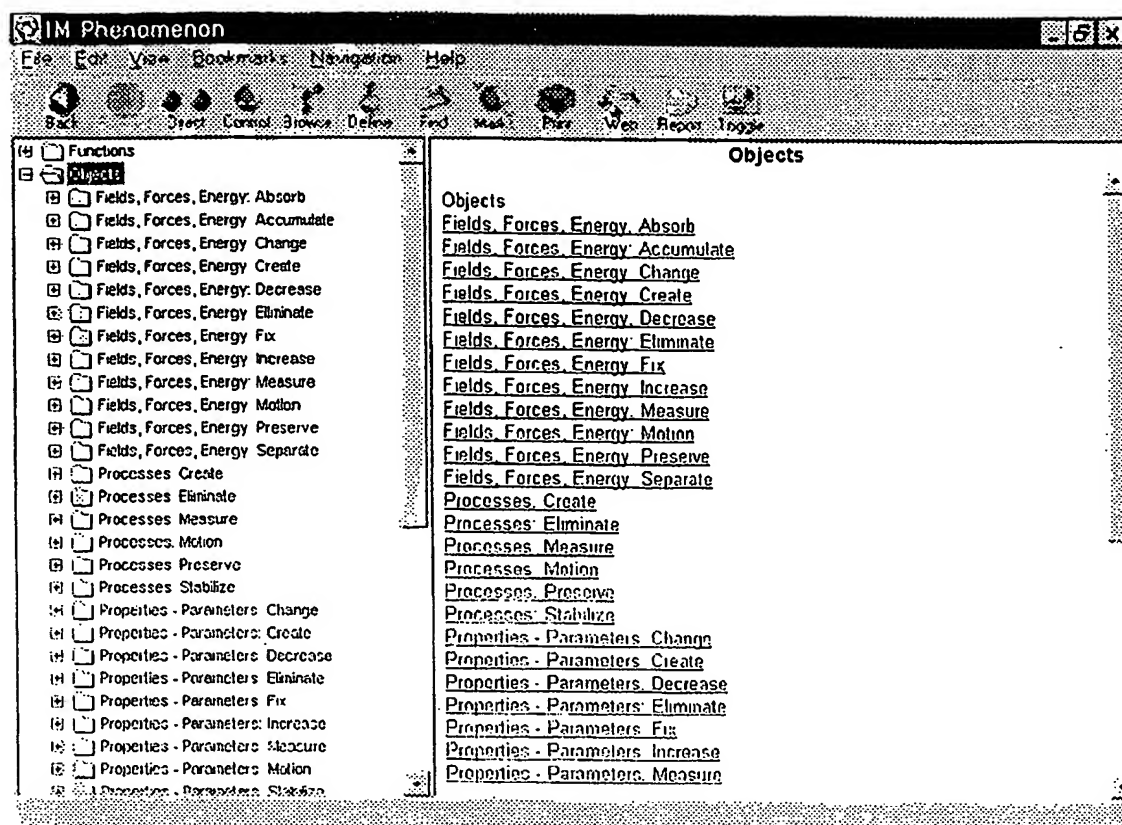 IM Phenomenon
File Edit View Bookmarks Navigation Help
Back Direct Control Browse Define Find Print Web Report Toggle
Functions
Objects
Fields, Forces, Energy: Absorb
Fields, Forces, Energy Accumulate
Fields, Forces, Energy Change
Fields, Forces, Energy Create
Fields, Forces, Energy: Decrease
Fields, Forces, Energy Eliminate
Fields, Forces, Energy Fix
Fields, Forces, Energy Increase
Fields, Forces, Energy: Measure
Fields, Forces, Energy Motion
Fields, Forces, Energy Preserve
Fields, Forces, Energy Separate
Processes Create
Processes Eliminate
Processes Measure
Processes. Motion
Processes Preserve
Processes Stabilize
Properties - Parameters Change
Properties - Parameters: Create
Properties - Parameters Decrease
Properties - Parameters Eliminate
Properties - Parameters Fix
Properties - Parameters: Increase
Properties - Parameters Measure
Properties - Parameters Motion
Properties - Parameters Stabilize
Objects
Objects
Fields, Forces, Energy. Absorb
Fields, Forces, Energy: Accumulate
Fields, Forces, Energy Change
Fields, Forces, Energy Create
Fields, Forces, Energy. Decrease
Fields, Forces, Energy: Eliminate
Fields, Forces, Energy Fix
Fields, Forces, Energy Increase
Fields, Forces, Energy. Measure
Fields, Forces, Energy: Motion
Fields, Forces, Energy Preserve
Fields, Forces, Energy Separate
Processes. Create
Processes: Eliminate
Processes Measure
Processes Motion
Processes. Preserve
Processes: Stabilize
Properties - Parameters. Change
Properties - Parameters Create
Properties - Parameters. Decrease
Properties - Parameters: Eliminate
Properties - Parameters Fix
Properties - Parameters Increase
Properties - Parameters. Measure